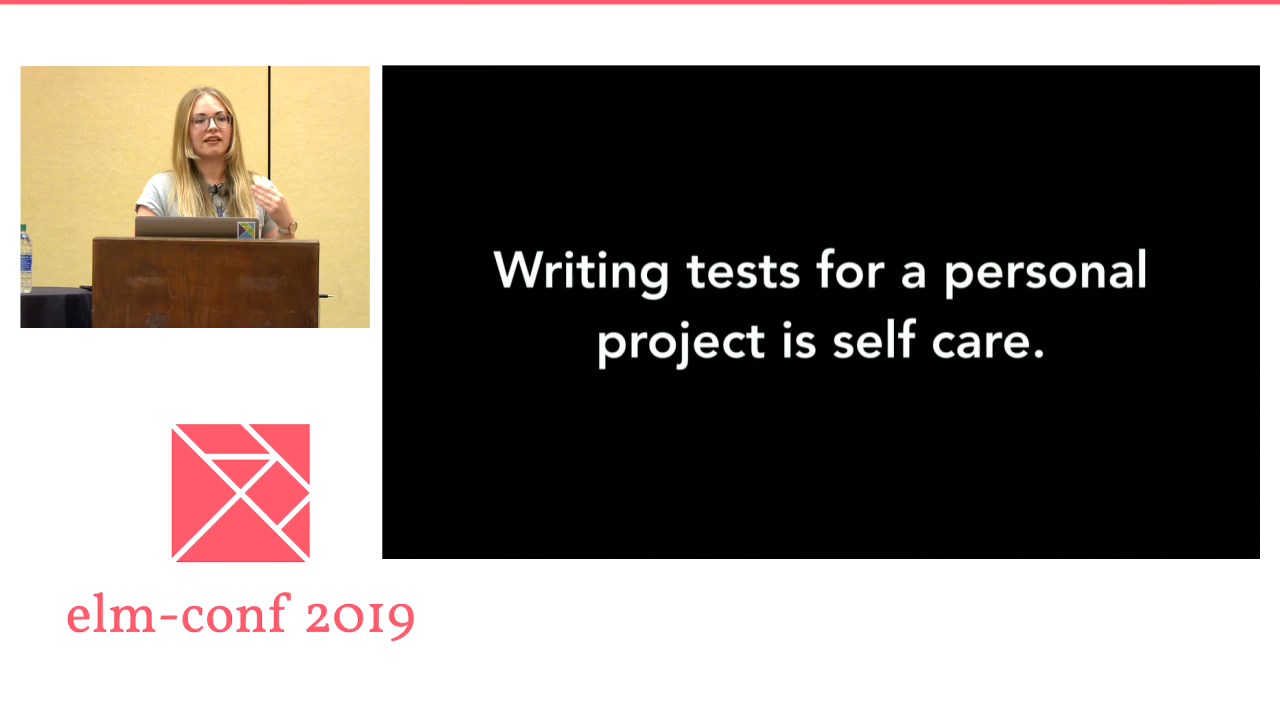 Writing tests for a personal
project is self care.
elm-conf 2019